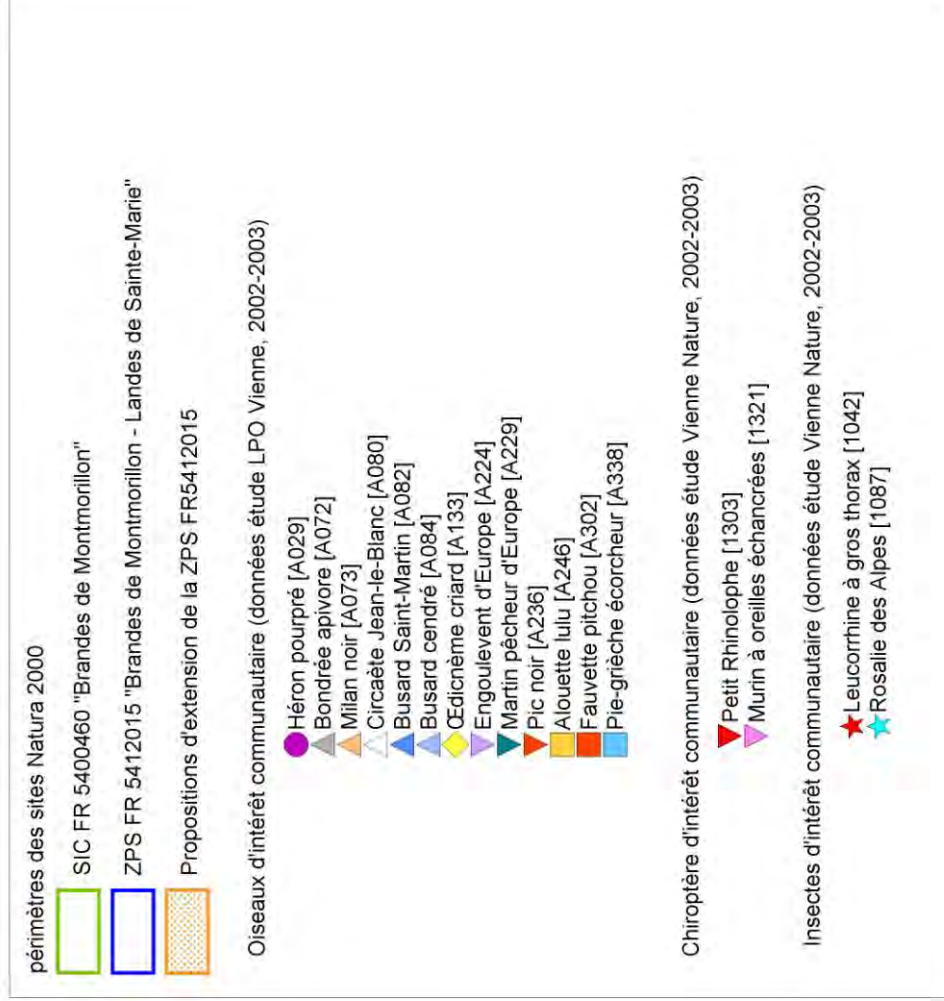 périmètres des sites Natura 2000
SIC FR 5400460 "Brandes de Montmorillon"
ZPS FR 5412015 "Brandes de Montmorillon - Landes de Sainte-Marie"
Propositions d'extension de la ZPS FR5412015
Oiseaux d'intérêt communautaire (données étude LPO Vienne, 2002-2003)
Héron pourpré [A029]
Bondrée apivore [A072]
Milan noir [A073]
Circaète Jean-le-Blanc [A080]
Busard Saint-Martin [A082]
Busard cendré [A084]
Œdicnème criard [A133]
Engoulevent d'Europe [A224]
Martin pêcheur d'Europe [A229]
Pic noir [A236]
Alouette lulu [A246]
Fauvette pitchou [A302]
Pie-grièche écorcheur [A338]
Chiroptère d'intérêt communautaire (données étude Vienne Nature, 2002-2003)
Petit Rhinolophe [1303]
Murin à oreilles échancrées [1321]
Insectes d'intérêt communautaire (données étude Vienne Nature, 2002-2003)
Leucorrhine à gros thorax [1042]
Rosalie des Alpes [1087]